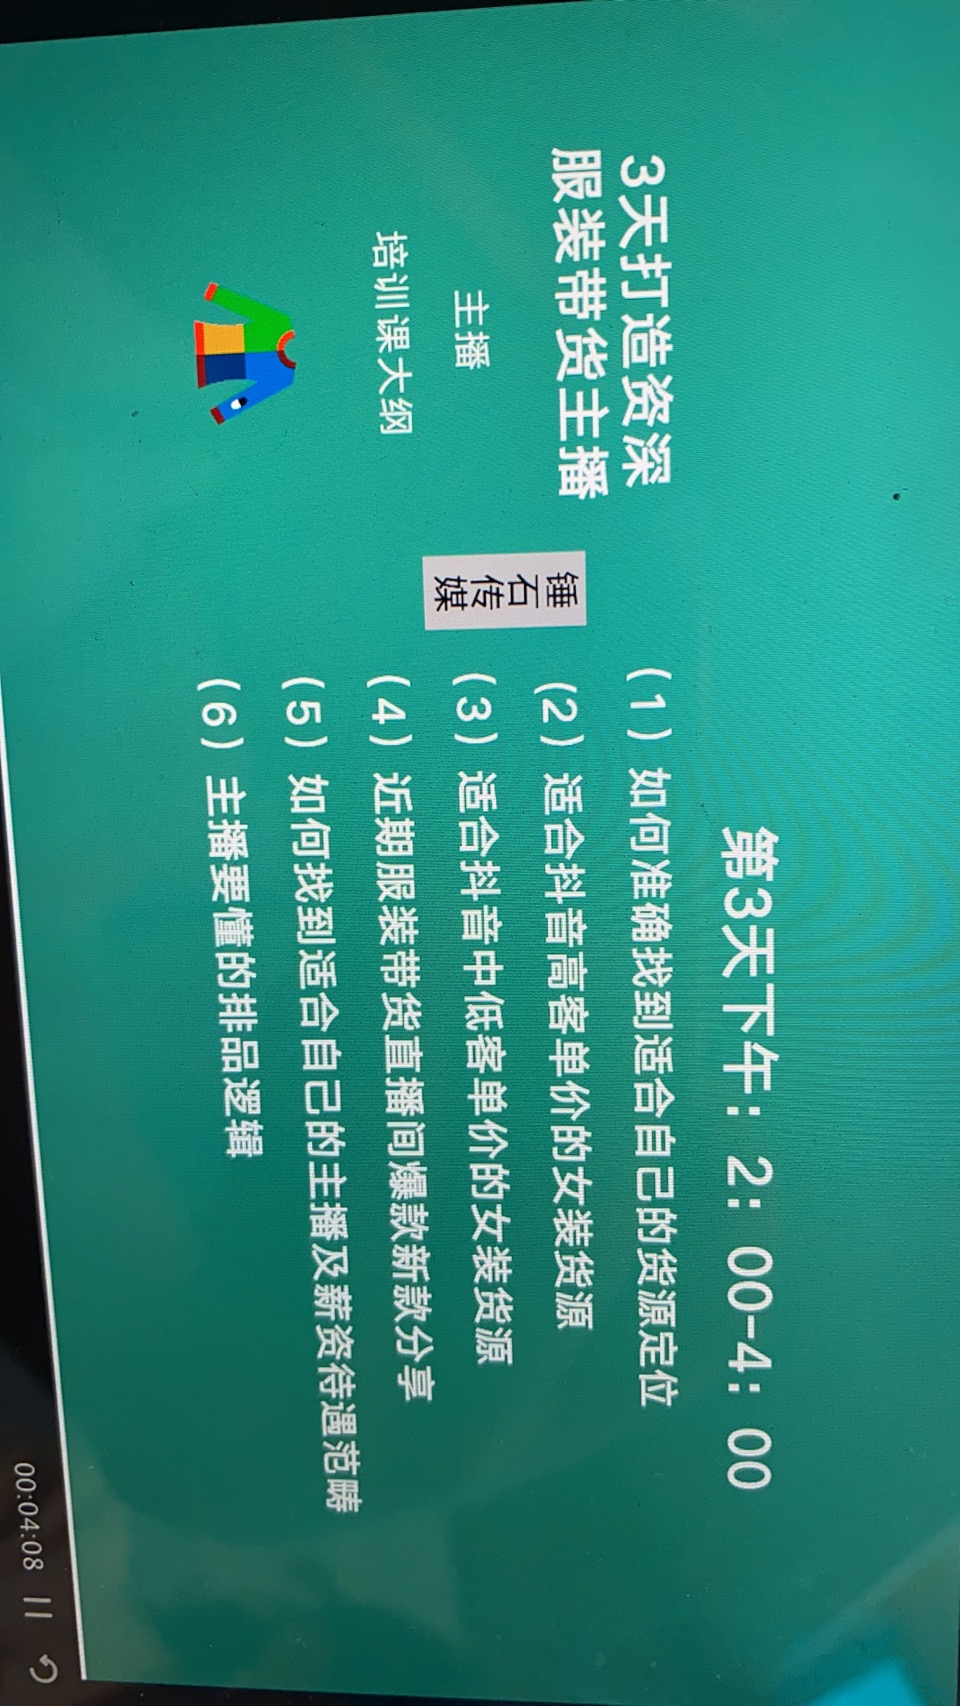 第3天下午：2：00-4：00
3天打造资深
服装带货主播
主播
培训课大纲
锤石传媒
（1）如何准确找到适合自己的货源定位
（2）适合抖音高客单价的女装货源
（3）适合抖音中低客单价的女装货源
（4）近期服装带货直播间爆款新款分享
（5）如何找到适合自己的主播及薪资待遇范畴
（6）主播要懂的排品逻辑
00:04:08